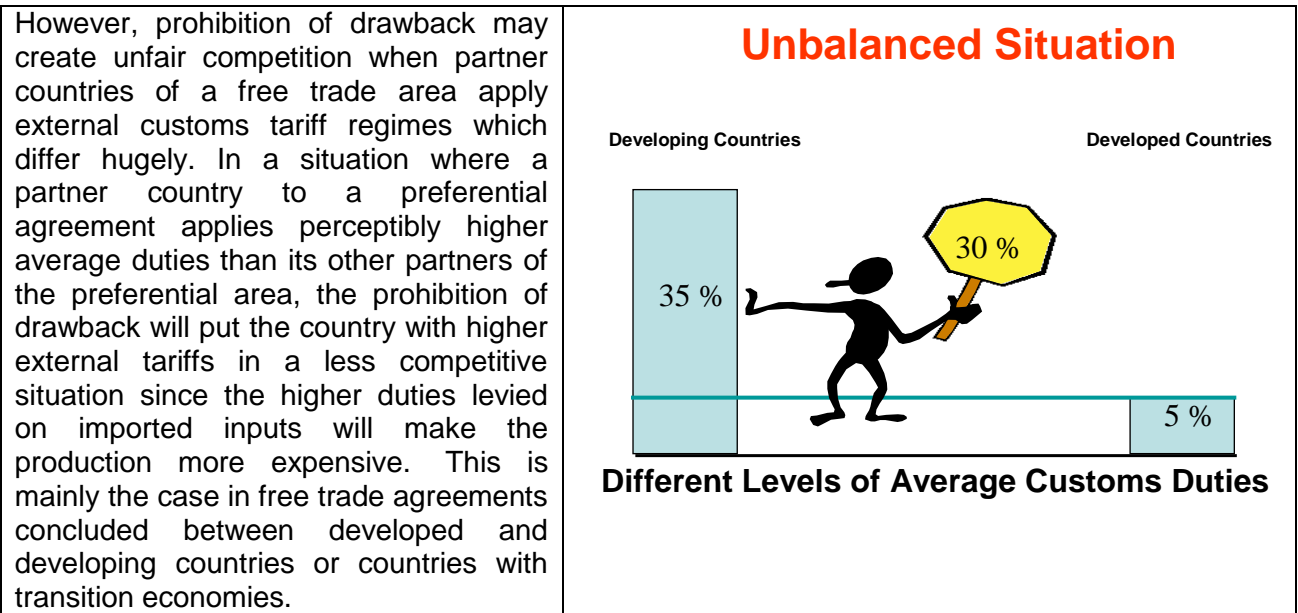 However, prohibition of drawback may
create unfair competition when partner
countries of a free trade area apply
external customs tariff regimes which
differ hugely. In a situation where a
partner country to a preferential
agreement applies perceptibly higher
average duties than its other partners of
the preferential area, the prohibition of
drawback will put the country with higher
external tariffs in a less competitive
situation since the higher duties levied
on imported inputs will make the
production more expensive. This is
mainly the case in free trade agreements
concluded between developed and
developing countries or countries with
transition economies.
Unbalanced Situation
Developing Countries
Developed Countries
30 %
35 %
5 %
Different Levels of Average Customs Duties